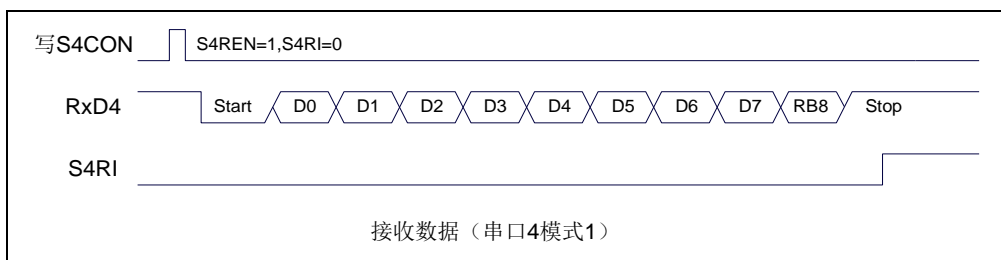 写S4CON S4REN=1,S4RI=0
RxD4 Start D0 D1 D2 D3 D4 D5 D6 D7 RB8 Stop
S4RI
接收数据（串口4模式1）